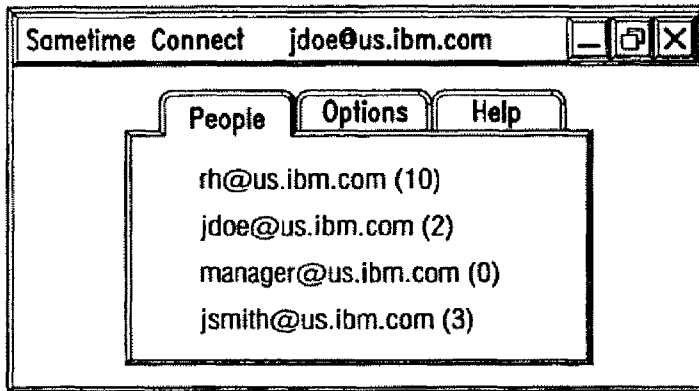 Sametime Connect jdoe@us.ibm.com
People Options Help
rh@us.ibm.com (10)
jdoe@us.ibm.com (2)
manager@us.ibm.com (0)
jsmith@us.ibm.com (3)